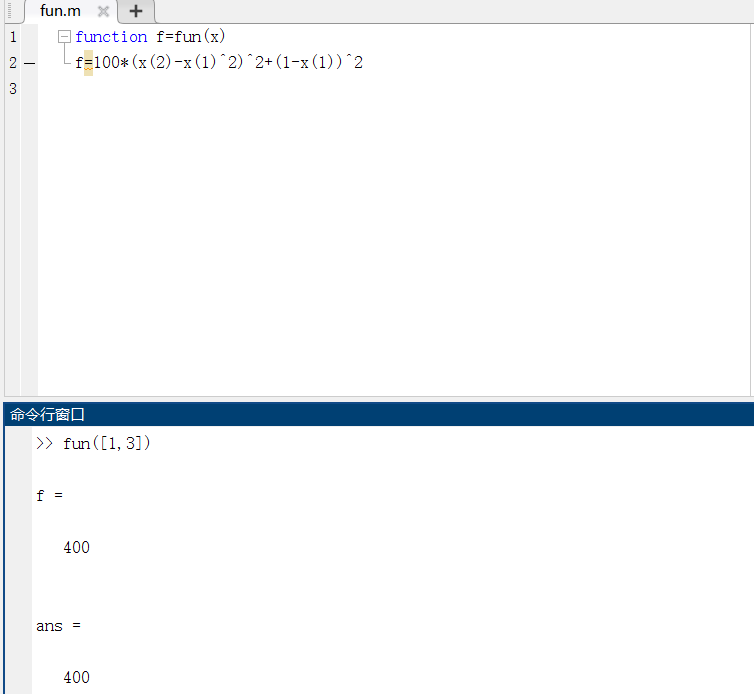 fun.m
1 function f=fun(x)
2 f=100*(x(2)-x(1)^2)^2+(1-x(1))^2
3
命令行窗口
>> fun([1,3])
f =
400
ans =
400